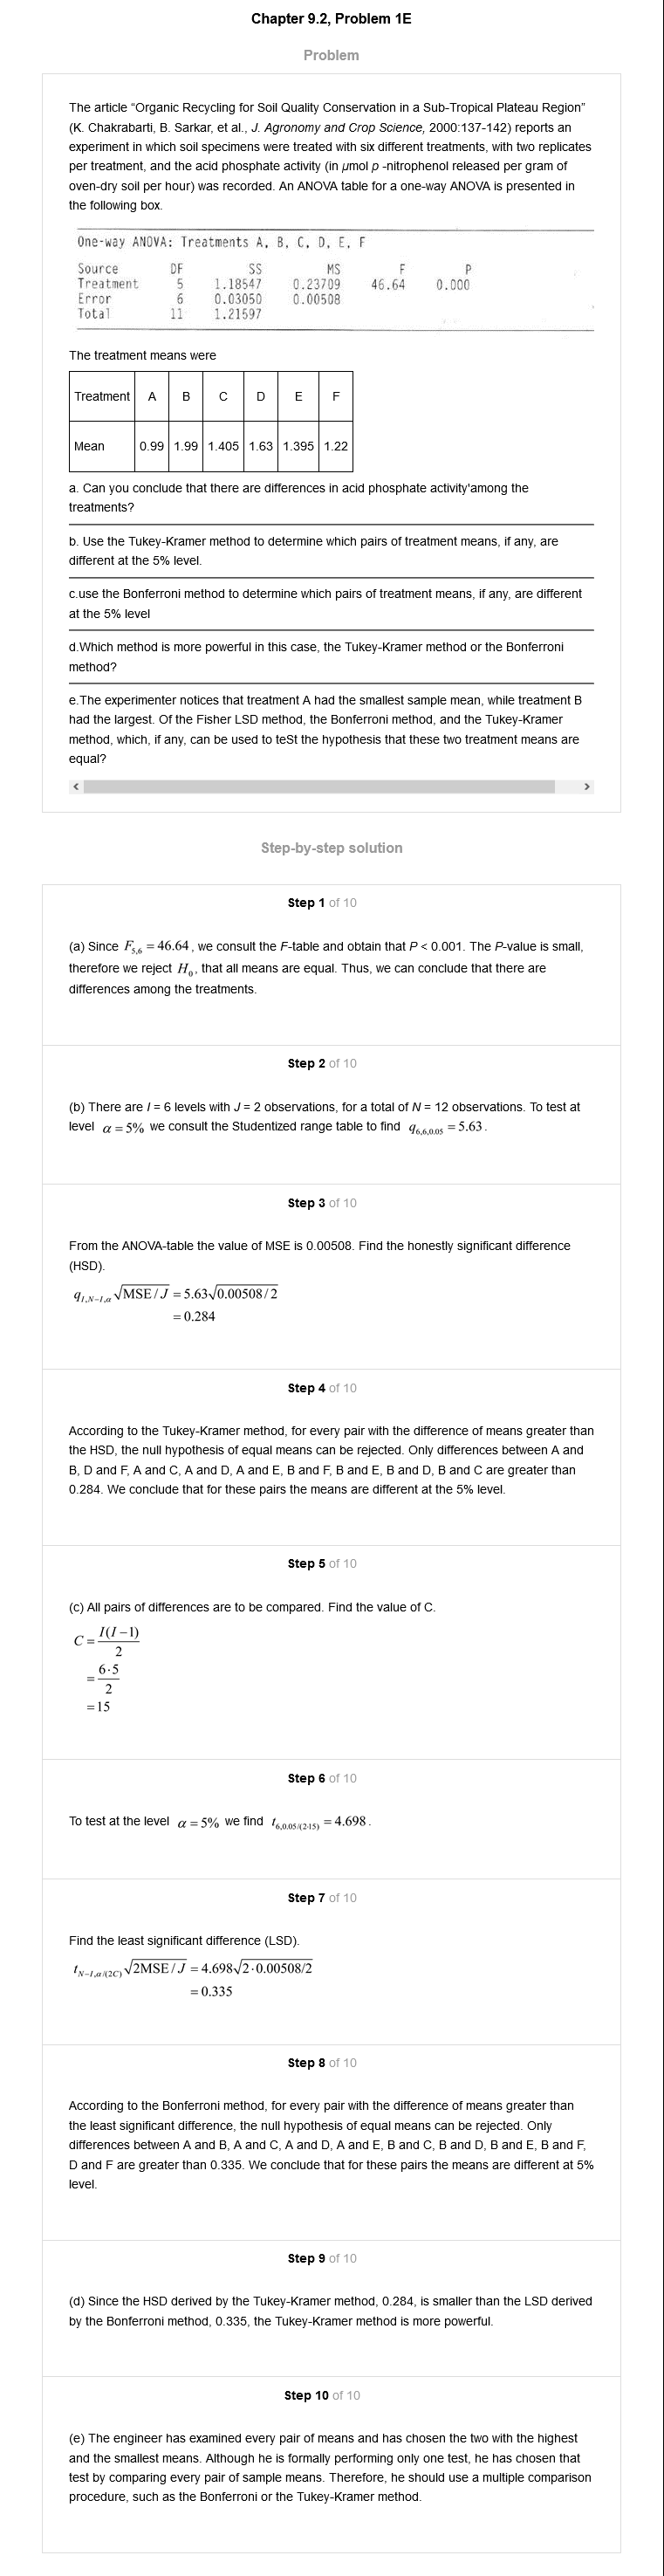 Chapter 9.2, Problem 1E
Problem
The article “Organic Recycling for Soil Quality Conservation in a Sub-Tropical Plateau Region”
(K. Chakrabarti, B. Sarkar, et al., J. Agronomy and Crop Science, 2000:137-142) reports an
experiment in which soil specimens were treated with six different treatments, with two replicates
per treatment, and the acid phosphate activity (in μmol p -nitrophenol released per gram of
oven-dry soil per hour) was recorded. An ANOVA table for a one-way ANOVA is presented in
the following box.
One-way ANOVA: Treatments A, B, C, D, E, F
Source DF SS MS F P
Treatment 5 1.18547 0.23709 46.64 0.000
Error 6 0.03050 0.00508
Total 11 1.21597
The treatment means were
Treatment A B C D E F
Mean 0.99 1.99 1.405 1.63 1.395 1.22
a. Can you conclude that there are differences in acid phosphate activity'among the
treatments?
b. Use the Tukey-Kramer method to determine which pairs of treatment means, if any, are
different at the 5% level.
c.use the Bonferroni method to determine which pairs of treatment means, if any, are different
at the 5% level
d.Which method is more powerful in this case, the Tukey-Kramer method or the Bonferroni
method?
e.The experimenter notices that treatment A had the smallest sample mean, while treatment B
had the largest. Of the Fisher LSD method, the Bonferroni method, and the Tukey-Kramer
method, which, if any, can be used to teSt the hypothesis that these two treatment means are
equal?
Step-by-step solution
Step 1 of 10
(a) Since F5,6 = 46.64, we consult the F-table and obtain that P < 0.001. The P-value is small,
therefore we reject H0, that all means are equal. Thus, we can conclude that there are
differences among the treatments.
Step 2 of 10
(b) There are I = 6 levels with J = 2 observations, for a total of N = 12 observations. To test at
level α = 5% we consult the Studentized range table to find q6,6,0.05 = 5.63.
Step 3 of 10
From the ANOVA-table the value of MSE is 0.00508. Find the honestly significant difference
(HSD).
qI,N−I,α √MSE / J = 5.63√0.00508/2
= 0.284
Step 4 of 10
According to the Tukey-Kramer method, for every pair with the difference of means greater than
the HSD, the null hypothesis of equal means can be rejected. Only differences between A and
B, D and F, A and C, A and D, A and E, B and F, B and E, B and D, B and C are greater than
0.284. We conclude that for these pairs the means are different at the 5% level.
Step 5 of 10
(c) All pairs of differences are to be compared. Find the value of C.
C = I(I −1)
2
= 6·5
2
=15
Step 6 of 10
To test at the level α = 5% we find t6,0.05/(2·15) = 4.698.
Step 7 of 10
Find the least significant difference (LSD).
tN−I,α/(2C) √2MSE / J = 4.698√2·0.00508/2
= 0.335
Step 8 of 10
According to the Bonferroni method, for every pair with the difference of means greater than
the least significant difference, the null hypothesis of equal means can be rejected. Only
differences between A and B, A and C, A and D, A and E, B and C, B and D, B and E, B and F,
D and F are greater than 0.335. We conclude that for these pairs the means are different at 5%
level.
Step 9 of 10
(d) Since the HSD derived by the Tukey-Kramer method, 0.284, is smaller than the LSD derived
by the Bonferroni method, 0.335, the Tukey-Kramer method is more powerful.
Step 10 of 10
(e) The engineer has examined every pair of means and has chosen the two with the highest
and the smallest means. Although he is formally performing only one test, he has chosen that
test by comparing every pair of sample means. Therefore, he should use a multiple comparison
procedure, such as the Bonferroni or the Tukey-Kramer method.